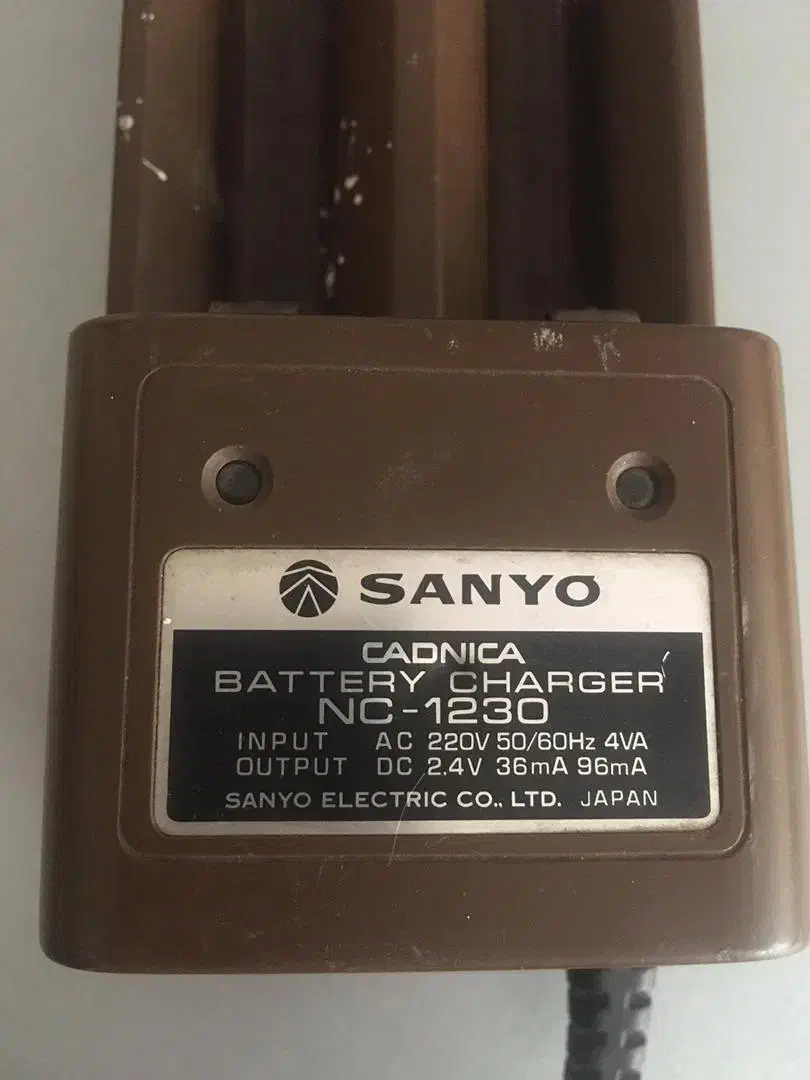 SANYO
CADNICA
BATTERY CHARGER
NC-1230
INPUT AC 220V 50/60Hz 4VA
OUTPUT DC 2.4V 36mA 96mA
SANYO ELECTRIC CO., LTD. JAPAN